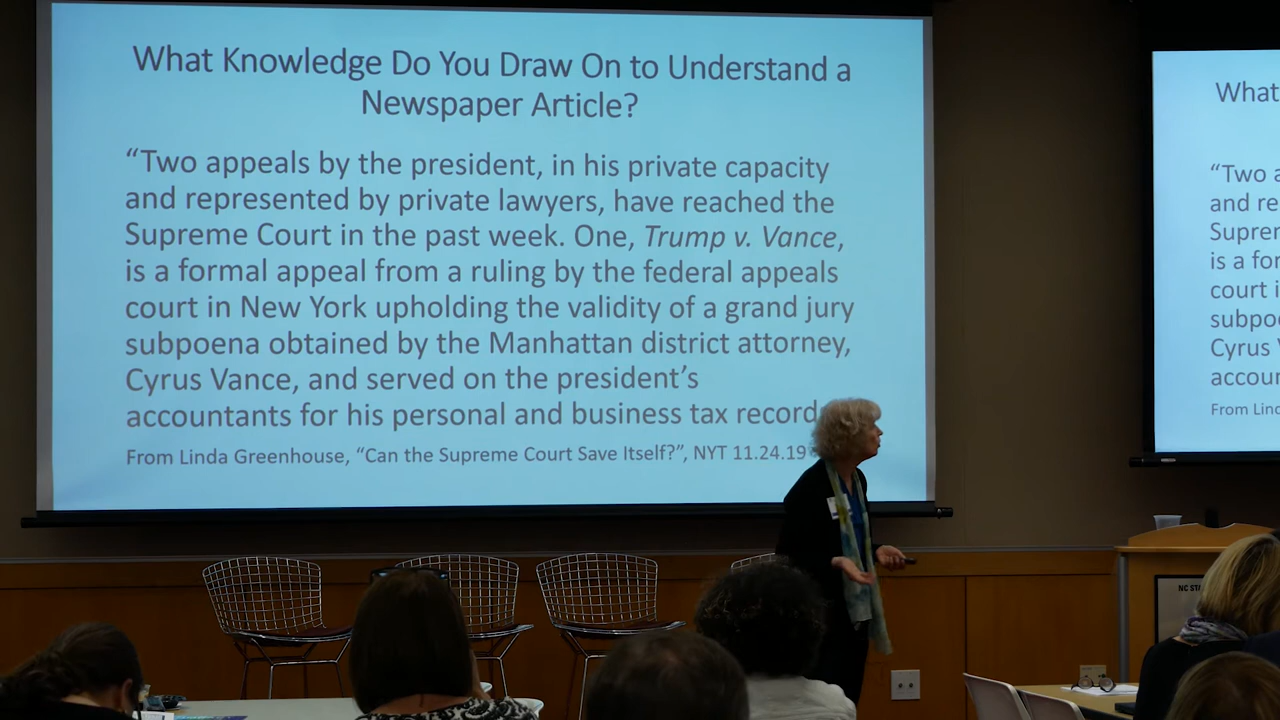 What Knowledge Do You Draw On to Understand a
Newspaper Article?
“Two appeals by the president, in his private capacity
and represented by private lawyers, have reached the
Supreme Court in the past week. One, Trump v. Vance,
is a formal appeal from a ruling by the federal appeals
court in New York upholding the validity of a grand jury
subpoena obtained by the Manhattan district attorney,
Cyrus Vance, and served on the president’s
accountants for his personal and business tax record
From Linda Greenhouse, “Can the Supreme Court Save Itself?”, NYT 11.24.19
What
“Two a
and re
Suprem
is a for
court i
subpoe
Cyrus V
accoun
From Lind
NC STA